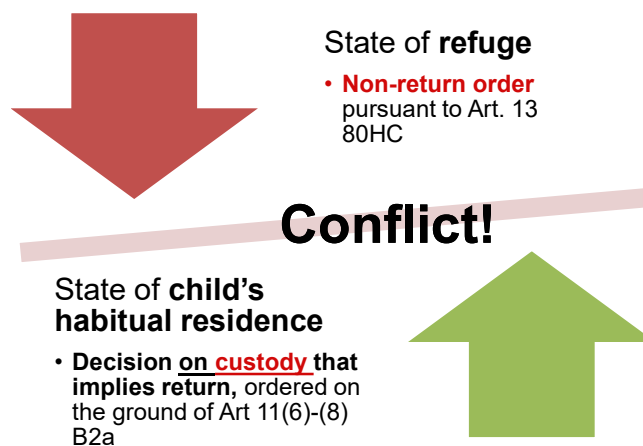 State of refuge
• Non-return order
pursuant to Art. 13
80HC
Conflict!
State of child's
habitual residence
• Decision on custody that
implies return, ordered on
the ground of Art 11(6)-(8)
B2a